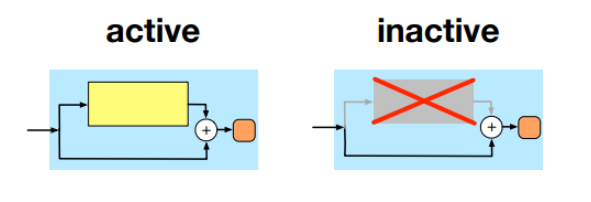 active inactive
+ +